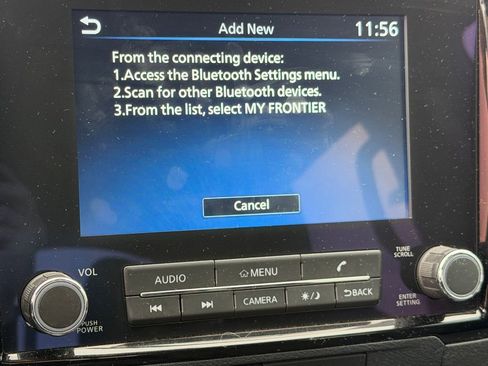 Add New 11:56
From the connecting device:
1.Access the Bluetooth Settings menu.
2.Scan for other Bluetooth devices.
3.From the list, select MY FRONTIER
Cancel
VOL
AUDIO
MENU
TUNE
SCROLL
CAMERA
BACK
PUSH
POWER
ENTER
SETTING